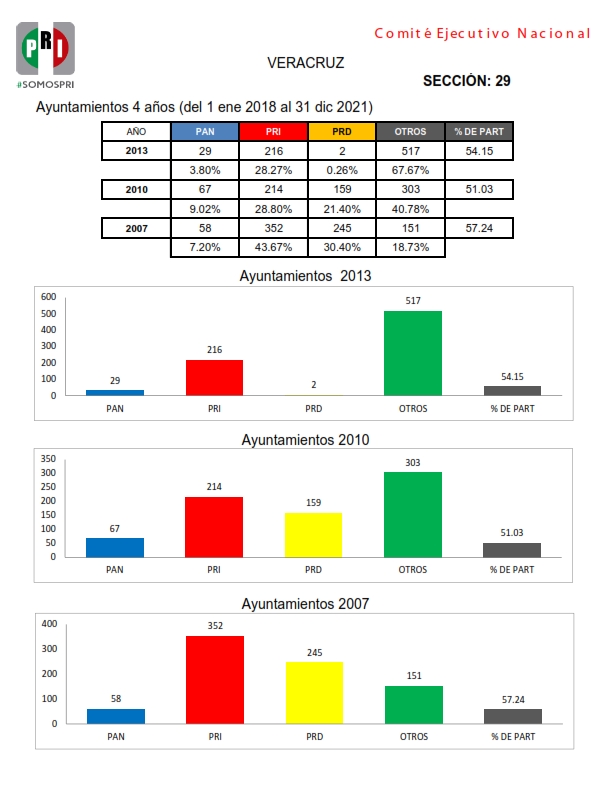 Comité Ejecutivo Nacional
PRI
#SOMOSPRI
VERACRUZ
SECCIÒN: 29
Ayuntamientos 4 años (del 1 ene 2018 al 31 dic 2021)
AÑO PAN PRI PRD OTROS % DE PART
2013 29 216 2 517 54.15
3.80% 28.27% 0.26% 67.67%
2010 67 214 159 303 51.03
9.02% 28.80% 21.40% 40.78%
2007 58 352 245 151 57.24
7.20% 43.67% 30.40% 18.73%
Ayuntamientos 2013
600
500
400
300
200
100
0
29 216 2 517 54.15
PAN PRI PRD OTROS % DE PART
Ayuntamientos 2010
350
300
250
200
150
100
50
0
67 214 159 303 51.03
PAN PRI PRD OTROS % DE PART
Ayuntamientos 2007
400
300
200
100
0
58 352 245 151 57.24
PAN PRI PRD OTROS % DE PART